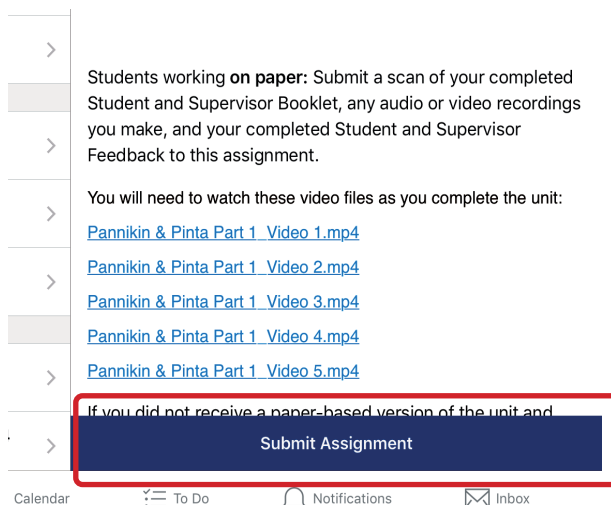 Students working on paper: Submit a scan of your completed
Student and Supervisor Booklet, any audio or video recordings
you make, and your completed Student and Supervisor
Feedback to this assignment.
You will need to watch these video files as you complete the unit:
Pannikin & Pinta Part 1_Video 1.mp4
Pannikin & Pinta Part 1_Video 2.mp4
Pannikin & Pinta Part 1_Video 3.mp4
Pannikin & Pinta Part 1_Video 4.mp4
Pannikin & Pinta Part 1_Video 5.mp4
If you did not receive a paper-based version of the unit and
Submit Assignment
Calendar To Do Notifications Inbox